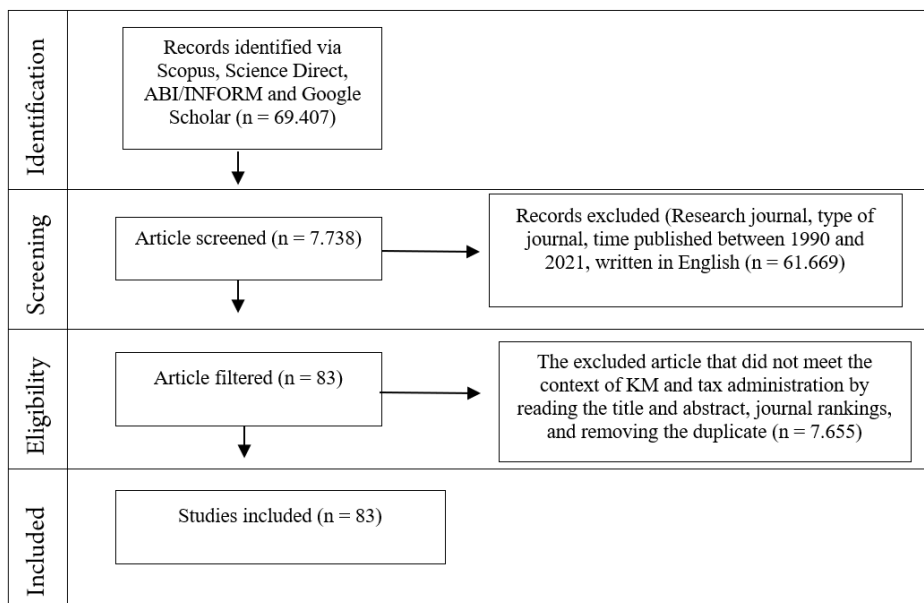 Identification
Records identified via
Scopus, Science Direct,
ABI/INFORM and Google
Scholar (n = 69.407)
Screening
Article screened (n = 7.738)
Records excluded (Research journal, type of
journal, time published between 1990 and
2021, written in English (n = 61.669)
Eligibility
Article filtered (n = 83)
The excluded article that did not meet the
context of KM and tax administration by
reading the title and abstract, journal rankings,
and removing the duplicate (n = 7.655)
Included
Studies included (n = 83)